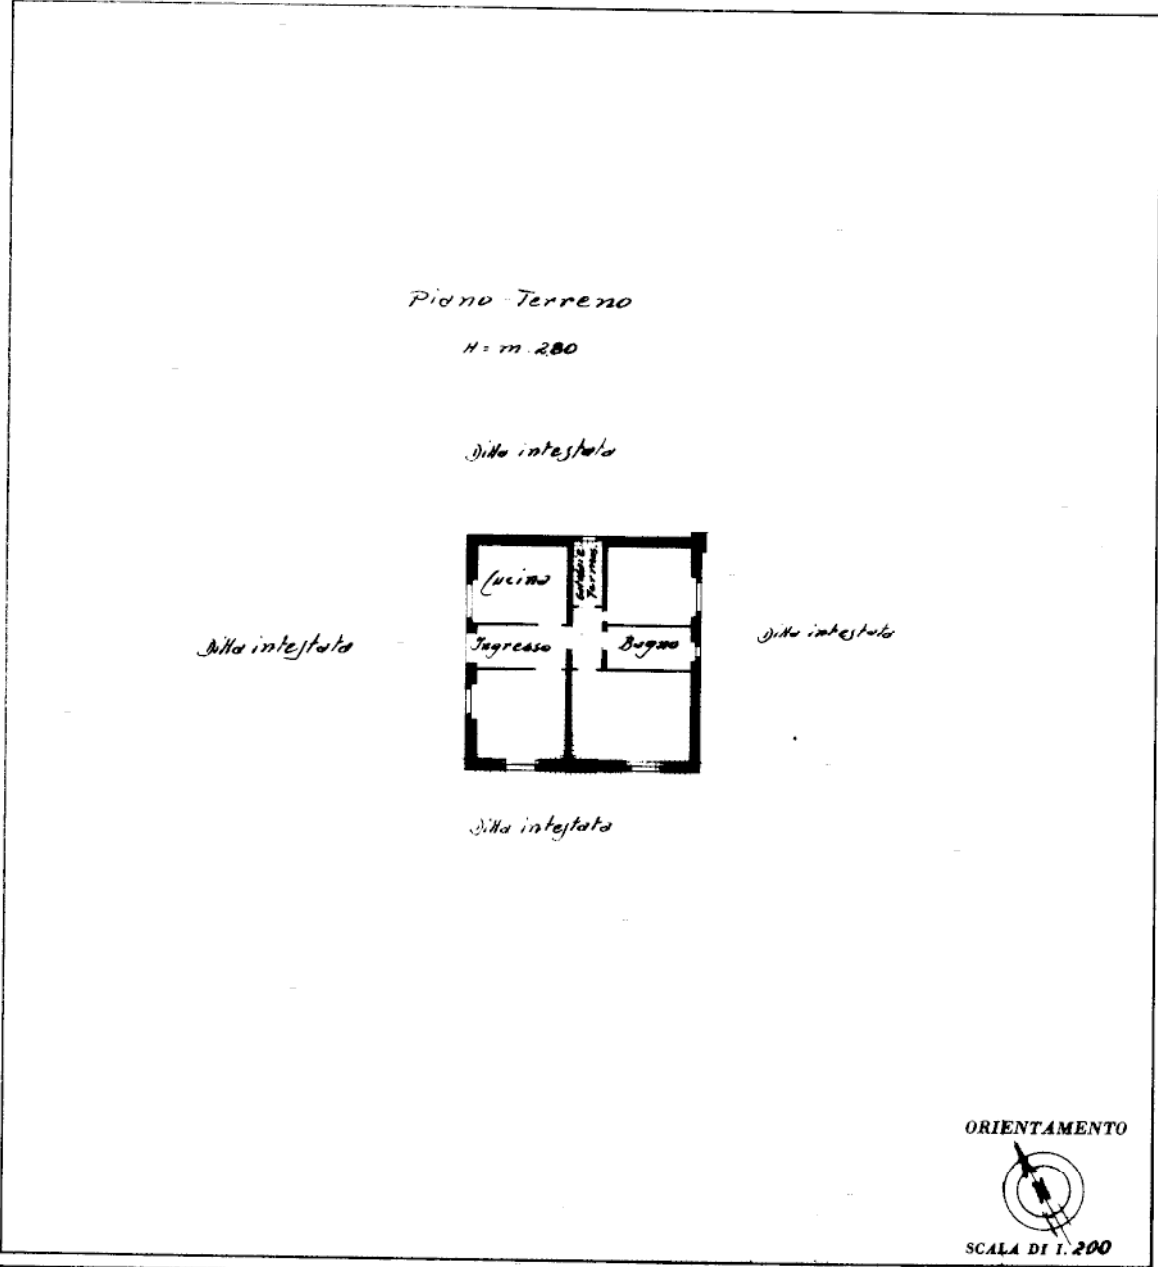 Piano Terreno
H = m. 2.80
Ditta intestata
Cucina
Ditta intestata
Ingresso
Bagno
Ditta intestata
Ditta intestata
ORIENTAMENTO
N
SCALA DI 1. 200